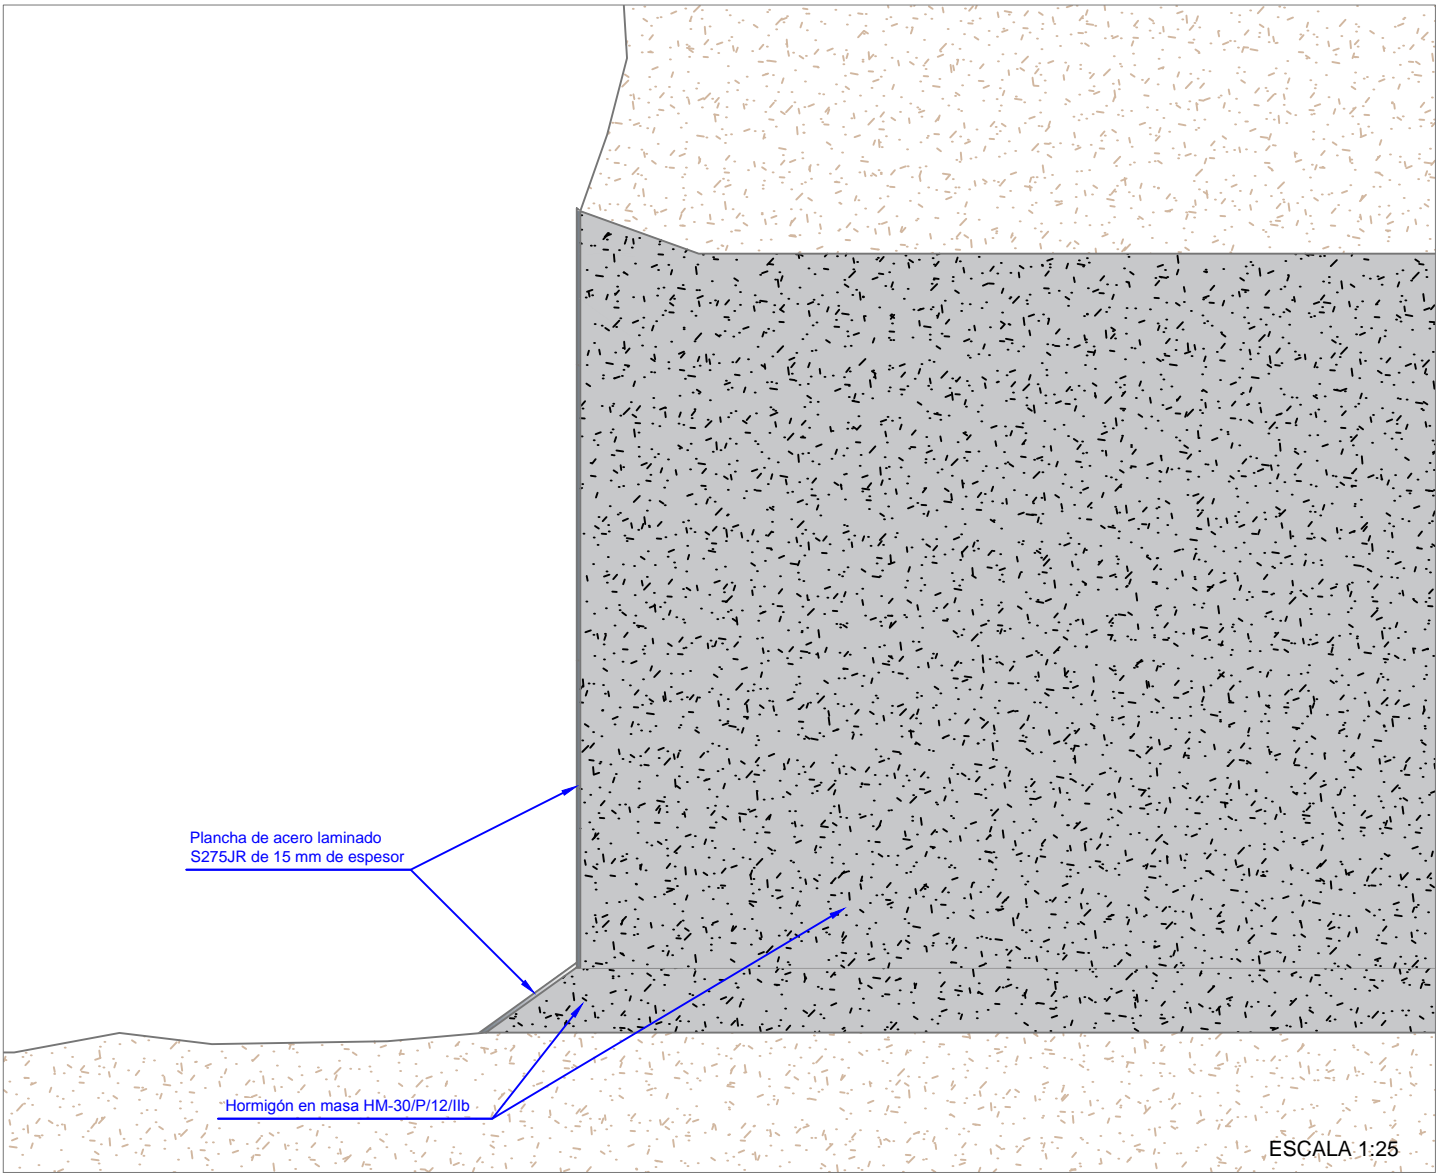 Plancha de acero laminado
S275JR de 15 mm de espesor
Hormigón en masa HM-30/P/12/IIb
ESCALA 1:25